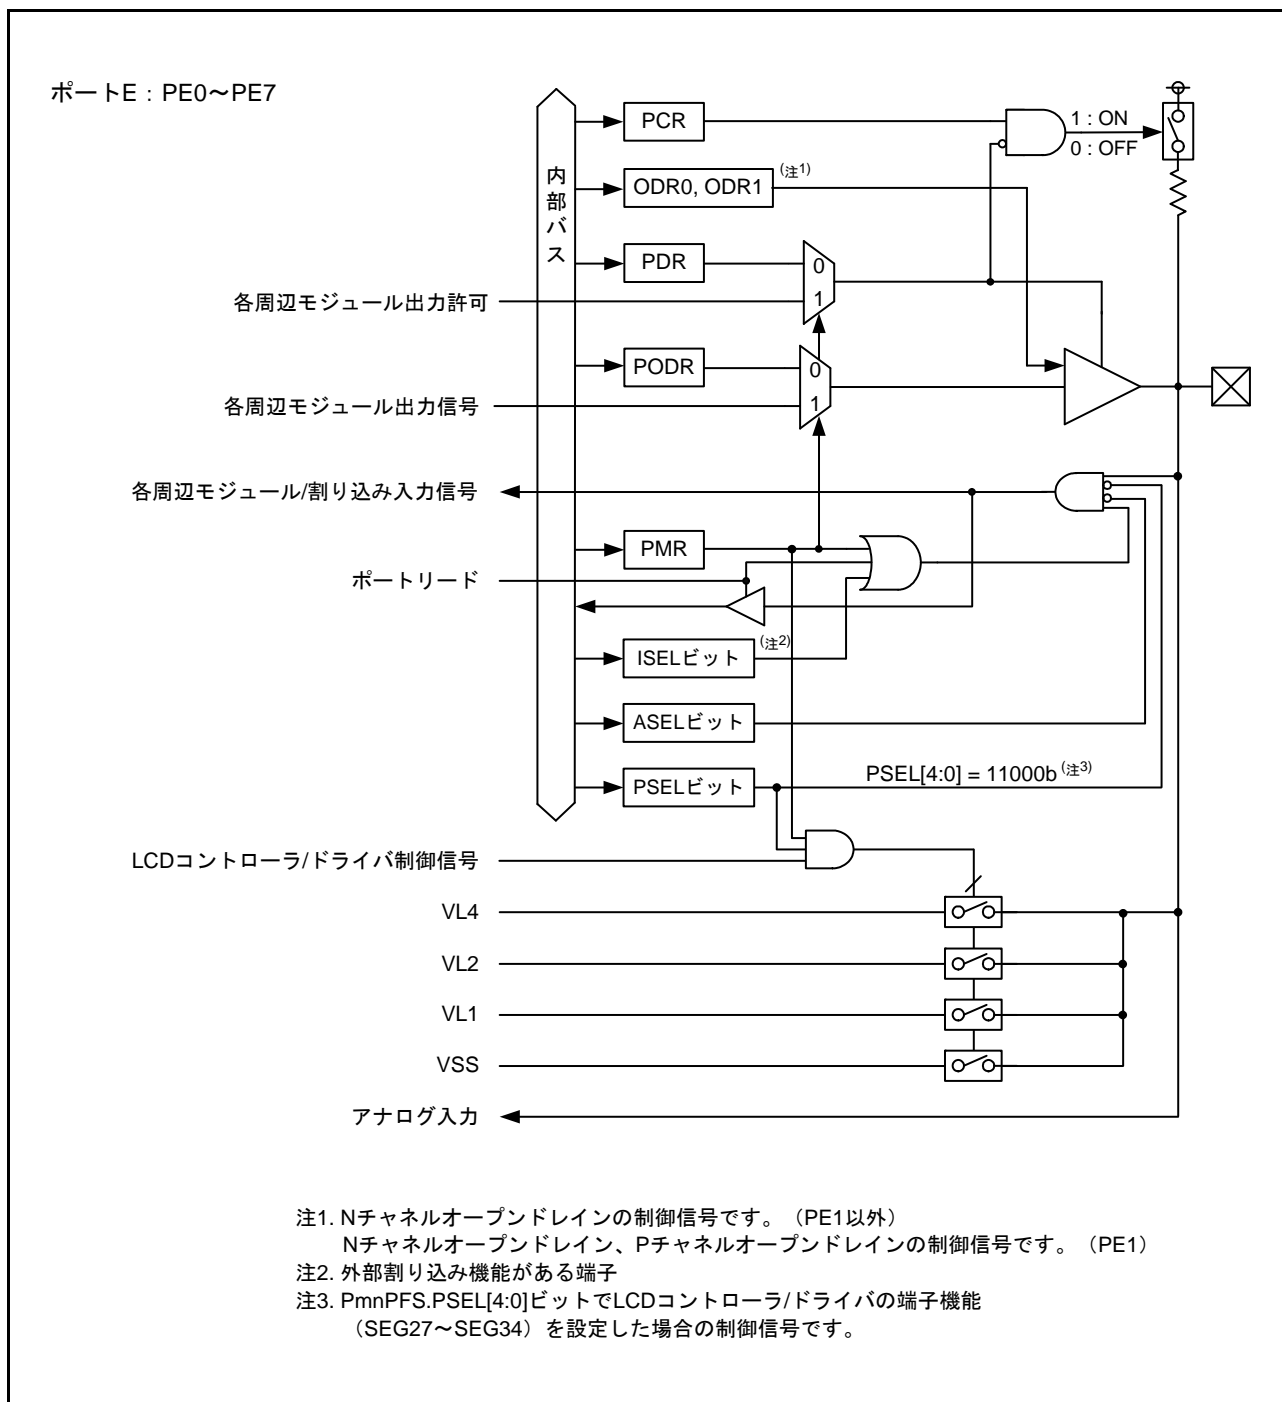 ポートE：PE0～PE7
PCR
1 : ON
0 : OFF
内部バス
ODR0, ODR1 (注1)
PDR
0
1
各周辺モジュール出力許可
PODR
0
1
各周辺モジュール出力信号
各周辺モジュール/割り込み入力信号
PMR
ポートリード
ISELビット (注2)
ASELビット
PSELビット
PSEL[4:0] = 11000b (注3)
LCDコントローラ/ドライバ制御信号
VL4
VL2
VL1
VSS
アナログ入力
注1. Nチャネルオープンドレインの制御信号です。（PE1以外）
Nチャネルオープンドレイン、Pチャネルオープンドレインの制御信号です。（PE1）
注2. 外部割り込み機能がある端子
注3. PmnPFS.PSEL[4:0]ビットでLCDコントローラ/ドライバの端子機能
（SEG27～SEG34）を設定した場合の制御信号です。